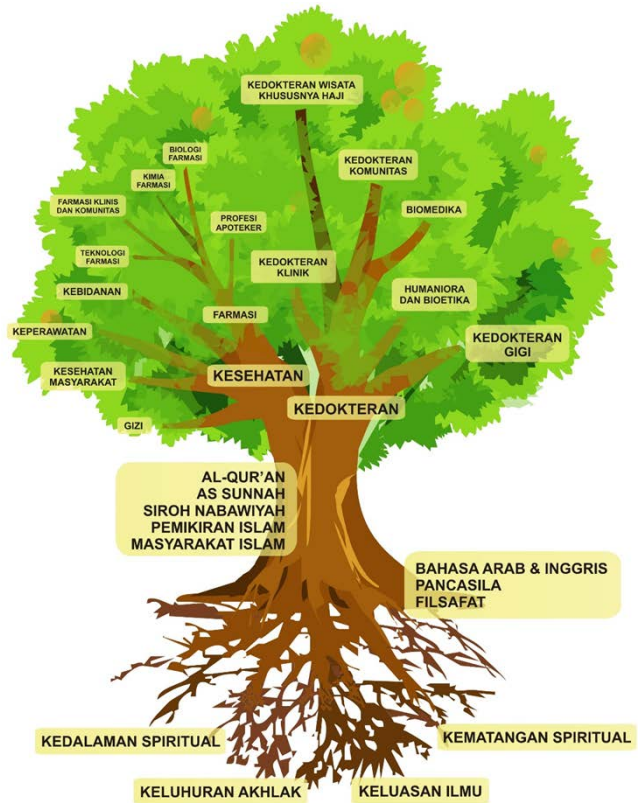 KEDOKTERAN WISATA
KHUSUSNYA HAJI
BIOLOGI
FARMASI
KEDOKTERAN
KOMUNITAS
KIMIA
FARMASI
FARMASI KLINIS
DAN KOMUNITAS
PROFESI
APOTEKER
BIOMEDIKA
TEKNOLOGI
FARMASI
KEDOKTERAN
KLINIK
KEBIDANAN
HUMANIORA
DAN BIOETIKA
FARMASI
KEPERAWATAN
KEDOKTERAN
GIGI
KESEHATAN
MASYARAKAT
KESEHATAN
KEDOKTERAN
GIZI
AL-QUR'AN
AS SUNNAH
SIROH NABAWIYAH
PEMIKIRAN ISLAM
MASYARAKAT ISLAM
BAHASA ARAB & INGGRIS
PANCASILA
FILSAFAT
KEDALAMAN SPIRITUAL
KEMATANGAN SPIRITUAL
KELUHURAN AKHLAK
KELUASAN ILMU